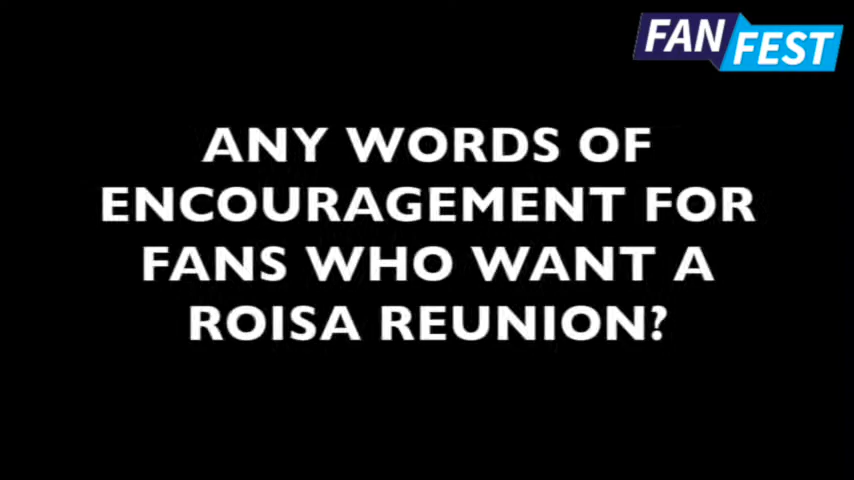 FAN
FEST
ANY WORDS OF
ENCOURAGEMENT FOR
FANS WHO WANT A
ROISA REUNION?